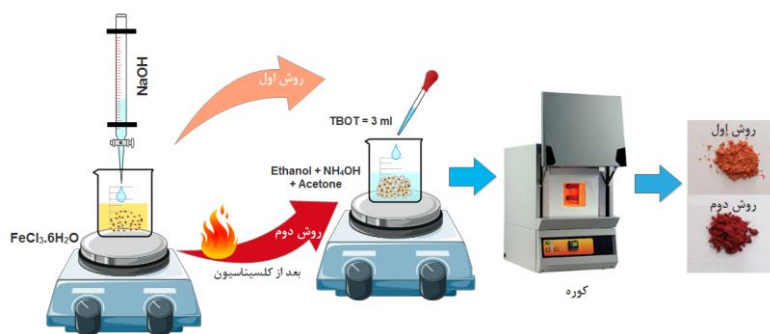 NaOH
FeCl₃.6H₂O
روش اول
روش دوم
بعد از کلسیناسیون
TBOT = 3 ml
Ethanol + NH₄OH
+ Acetone
کوره
روش اول
روش دوم